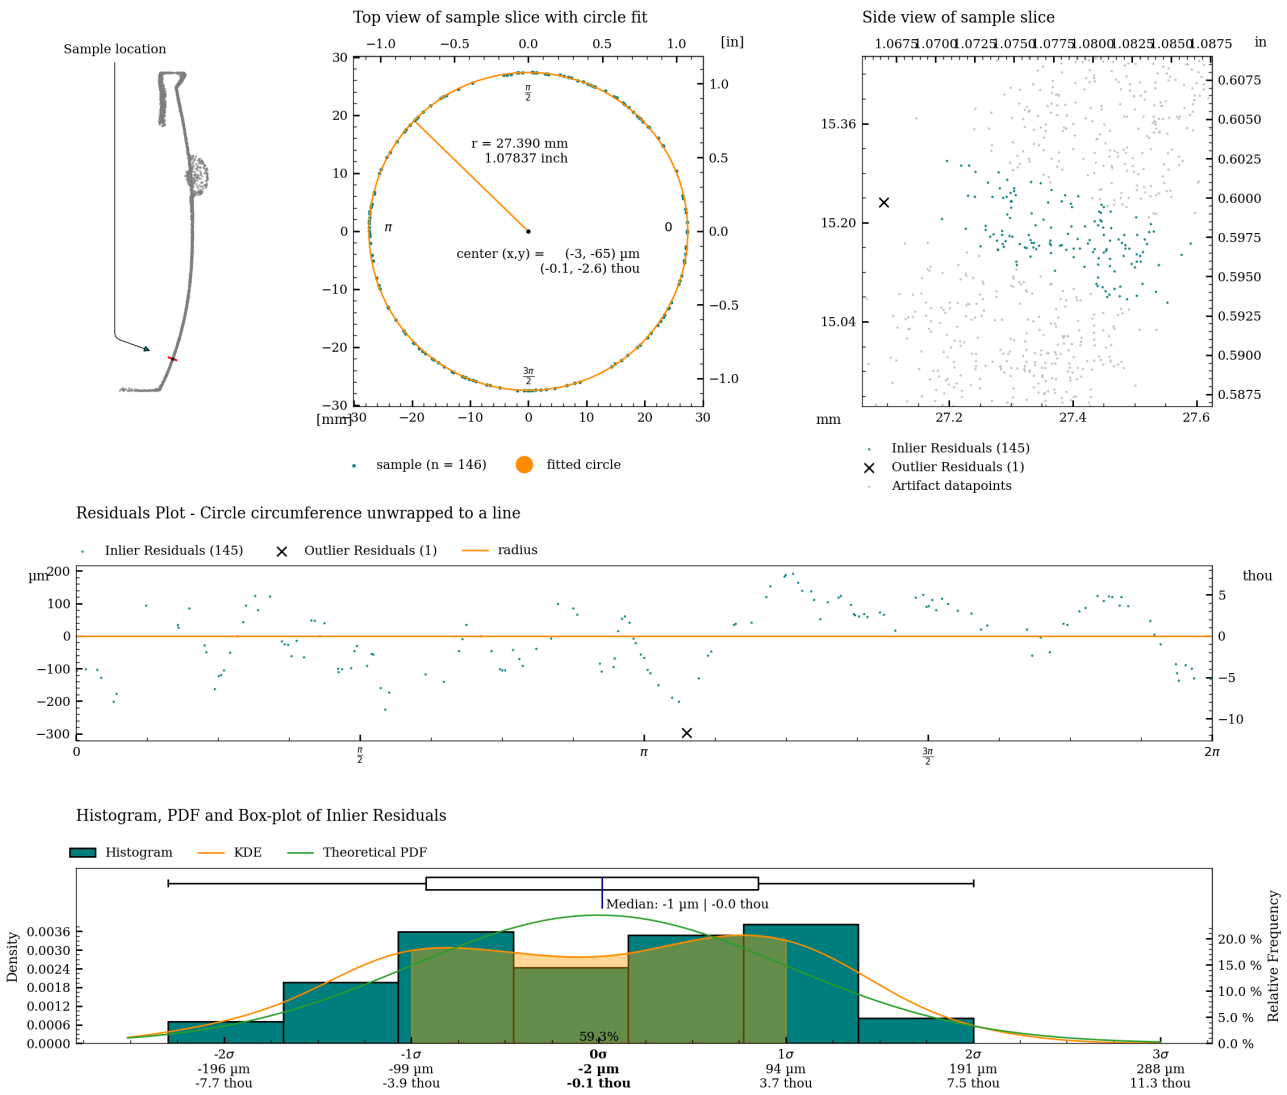 Sample location
Top view of sample slice with circle fit
−1.0 −0.5 0.0 0.5 1.0 [in]
30
20
10
0
−10
−20
−30
1.0
0.5
0.0
−0.5
−1.0
π/2
r = 27.390 mm
1.07837 inch
π
0
center (x,y) = (-3, -65) µm
(-0.1, -2.6) thou
3π/2
[mm]
−30 −20 −10 0 10 20 30
sample (n = 146) fitted circle
Side view of sample slice
1.0675 1.0700 1.0725 1.0750 1.0775 1.0800 1.0825 1.0850 1.0875 in
15.36
15.20
15.04
0.6075
0.6050
0.6025
0.6000
0.5975
0.5950
0.5925
0.5900
0.5875
mm 27.2 27.4 27.6
Inlier Residuals (145)
Outlier Residuals (1)
Artifact datapoints
Residuals Plot - Circle circumference unwrapped to a line
Inlier Residuals (145) Outlier Residuals (1) radius
µm
200
100
0
−100
−200
−300
thou
5
0
−5
−10
0 π/2 π 3π/2 2π
Histogram, PDF and Box-plot of Inlier Residuals
Histogram KDE Theoretical PDF
Median: -1 µm | -0.0 thou
Density
0.0036
0.0030
0.0024
0.0018
0.0012
0.0006
0.0000
59.3%
20.0 %
15.0 %
10.0 %
5.0 %
0.0 %
Relative Frequency
-2σ -1σ 0σ 1σ 2σ 3σ
-196 µm -99 µm -2 µm 94 µm 191 µm 288 µm
-7.7 thou -3.9 thou -0.1 thou 3.7 thou 7.5 thou 11.3 thou